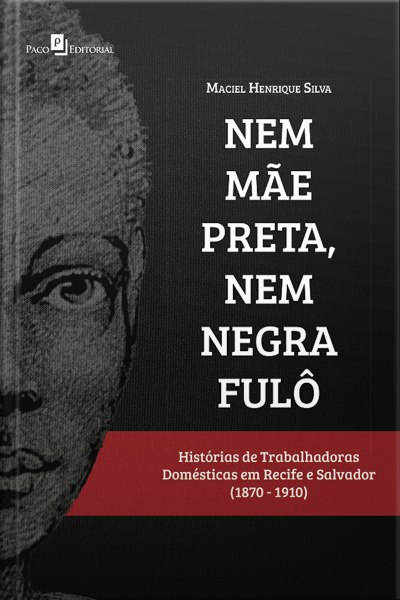 PACO EDITORIAL
MACIEL HENRIQUE SILVA
NEM
MÃE
PRETA,
NEM
NEGRA
FULÔ
Histórias de Trabalhadoras
Domésticas em Recife e Salvador
(1870 - 1910)